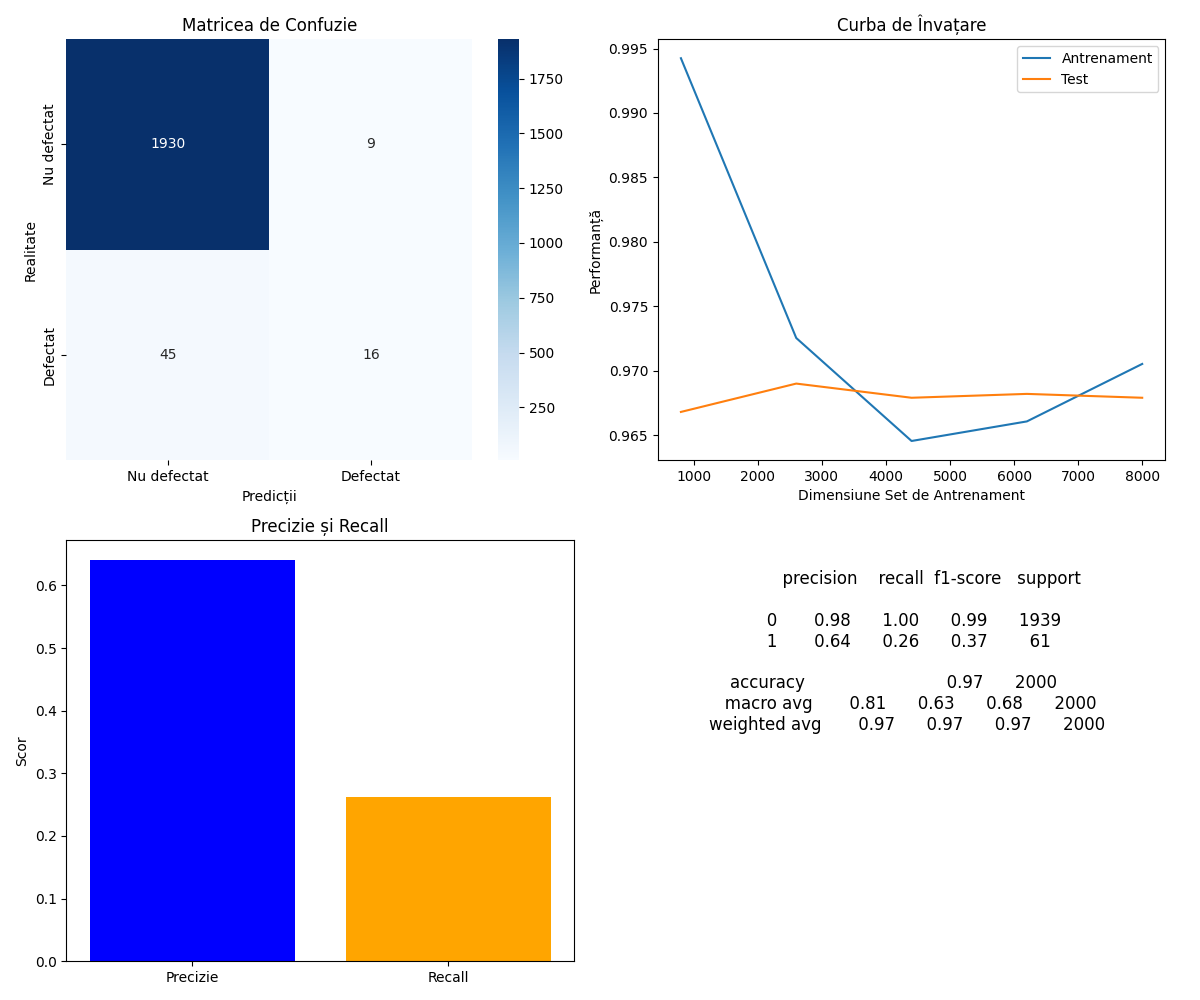 Matricea de Confuzie
Nu defectat
Defectat
Realitate
1930
9
45
16
Nu defectat
Defectat
Predicții
1750
1500
1250
1000
750
500
250
Curba de Învațare
Antrenament
Test
Performanță
0.995
0.990
0.985
0.980
0.975
0.970
0.965
1000 2000 3000 4000 5000 6000 7000 8000
Dimensiune Set de Antrenament
Precizie și Recall
Scor
0.6
0.5
0.4
0.3
0.2
0.1
0.0
Precizie
Recall
precision recall f1-score support
0 0.98 1.00 0.99 1939
1 0.64 0.26 0.37 61
accuracy 0.97 2000
macro avg 0.81 0.63 0.68 2000
weighted avg 0.97 0.97 0.97 2000